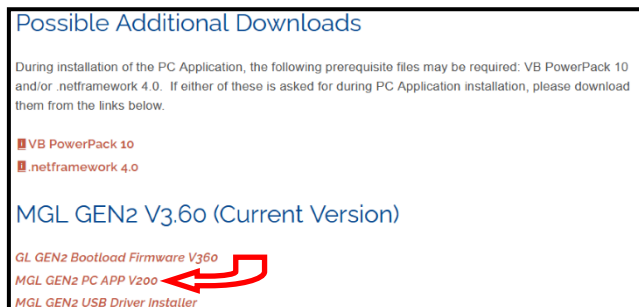 Possible Additional Downloads
During installation of the PC Application, the following prerequisite files may be required: VB PowerPack 10
and/or .netframework 4.0.  If either of these is asked for during PC Application installation, please download
them from the links below.
VB PowerPack 10
.netframework 4.0
MGL GEN2 V3.60 (Current Version)
GL GEN2 Bootload Firmware V360
MGL GEN2 PC APP V200
MGL GEN2 USB Driver Installer